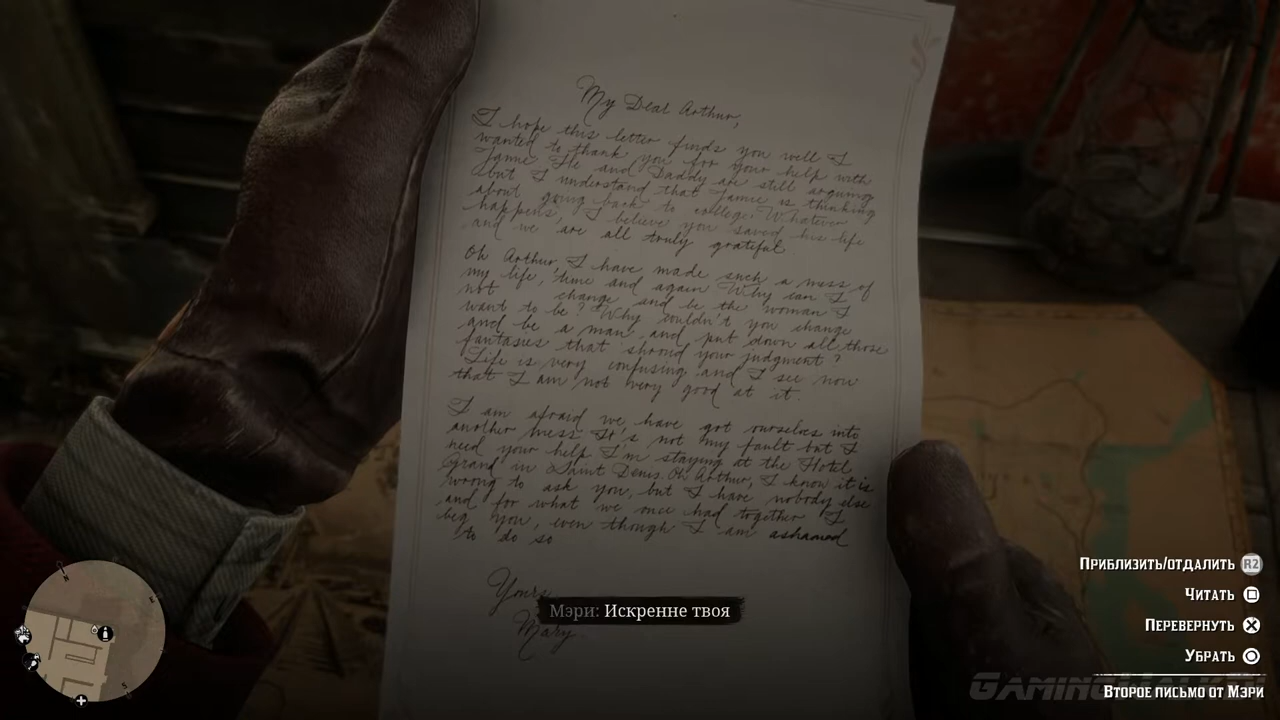 My Dear Arthur,
I hope this letter finds you well I
wanted to thank you for your help with
Jamie He and Daddy are still arguing
but I understand that Jamie is thinking
about going back to college. Whatever
happens, I believe you saved his life
and we are all truly grateful
Oh Arthur, I have made such a mess of
my life, time and again Why can I
not change and be the woman I
want to be? Why couldn't you change
and be a man and put down all those
fantasies that shroud your judgment?
Life is very confusing and I see now
that I am not very good at it.
I am afraid we have got ourselves into
another mess It's not my fault but I
need your help I'm staying at the Hotel
Grand in Saint Denis. Oh Arthur, I know it is
wrong to ask you, but I have nobody else
and for what we once had together I
beg you, even though I am ashamed
to do so
Yours
Mary
Мэри: Искренне твоя
Приблизить/отдалить R2
Читать
Перевернуть
Убрать
Второе письмо от Мэри